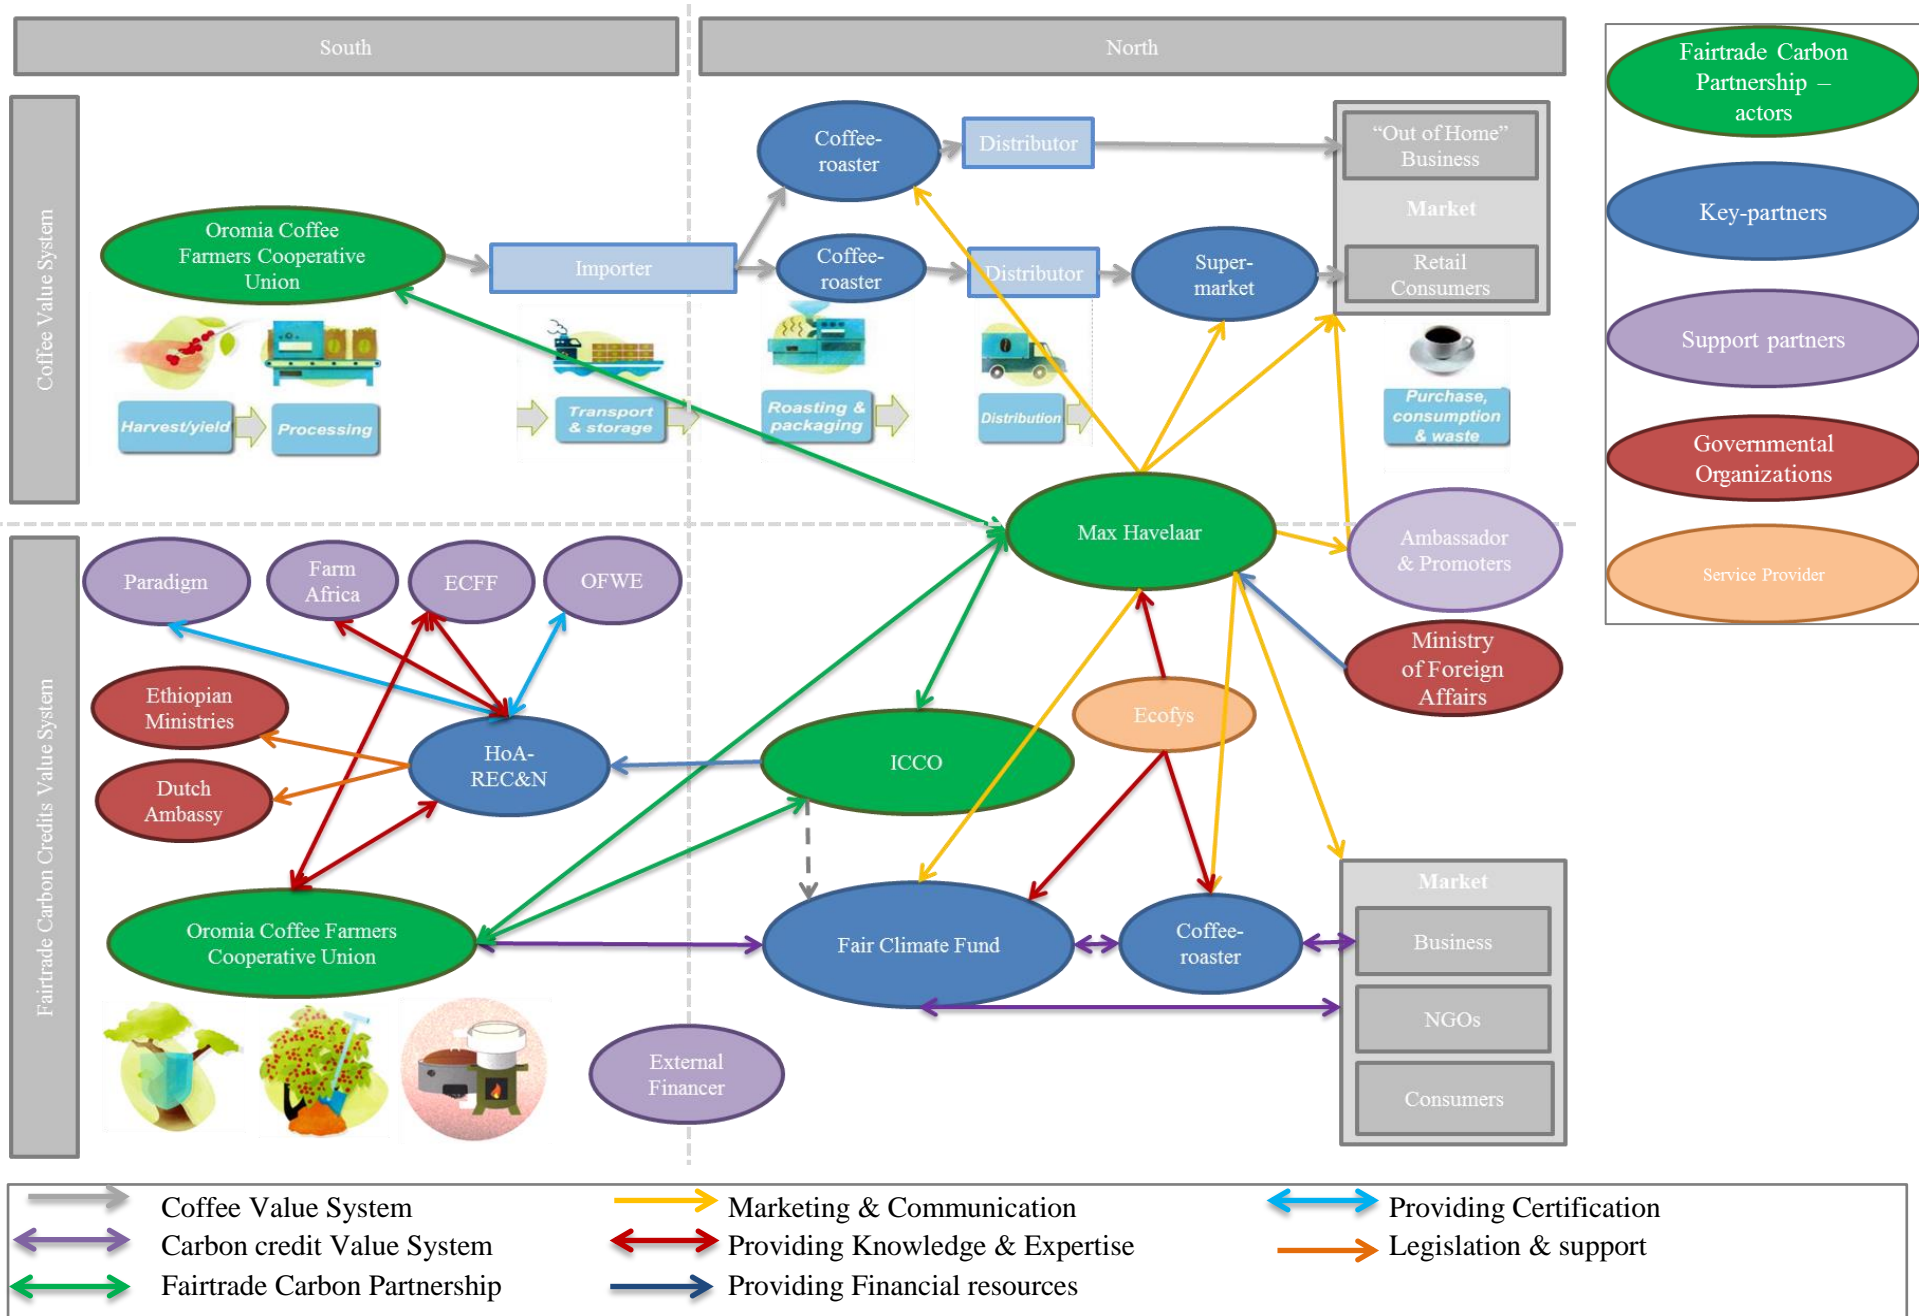 South
North
Coffee Value System
Coffee-
roaster
Distributor
"Out of Home"
Business
Market
Oromia Coffee
Farmers Cooperative
Union
Importer
Coffee-
roaster
Distributor
Super-
market
Retail
Consumers
Harvest/yield
Processing
Transport
& storage
Roasting &
packaging
Distribution
Purchase,
consumption
& waste
Fairtrade Carbon Credits Value System
Max Havelaar
Ambassador
& Promoters
Paradigm
Farm
Africa
ECFF
OFWE
Ministry
of Foreign
Affairs
Ethiopian
Ministries
Dutch
Ambassy
HoA-
REC&N
ICCO
Ecofys
Oromia Coffee Farmers
Cooperative Union
Fair Climate Fund
Coffee-
roaster
Market
Business
NGOs
Consumers
External
Financer
Fairtrade Carbon
Partnership –
actors
Key-partners
Support partners
Governmental
Organizations
Service Provider
Coffee Value System
Carbon credit Value System
Fairtrade Carbon Partnership
Marketing & Communication
Providing Knowledge & Expertise
Providing Financial resources
Providing Certification
Legislation & support